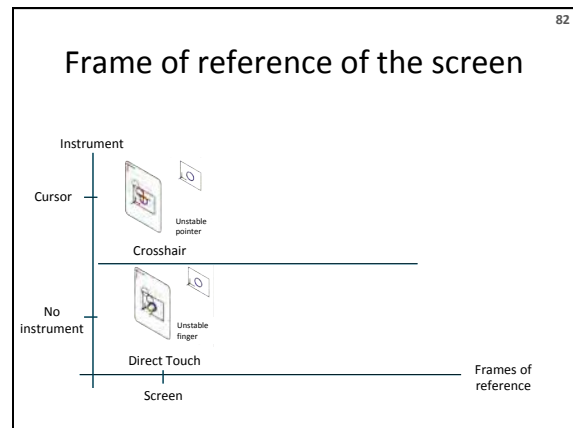 82
Frame of reference of the screen
Instrument
Cursor
Unstable
pointer
Crosshair
No
instrument
Unstable
finger
Direct Touch
Frames of
reference
Screen